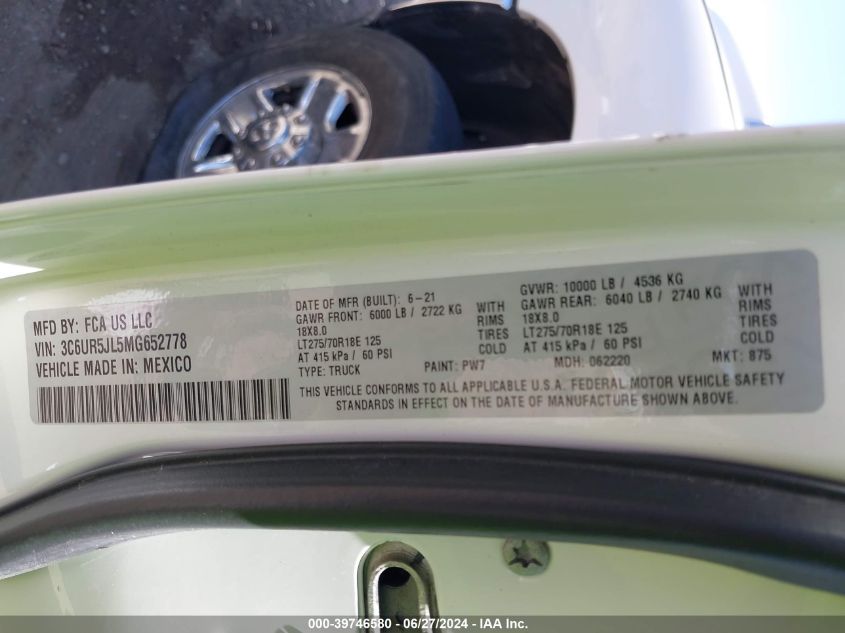 MFD BY: FCA US LLC
VIN: 3C6UR5JL5MG652778
VEHICLE MADE IN: MEXICO
DATE OF MFR (BUILT): 6-21
GAWR FRONT: 6000 LB / 2722 KG WITH
18X8.0 RIMS
LT275/70R18E 125 TIRES
AT 415 kPa / 60 PSI COLD
TYPE: TRUCK
GVWR: 10000 LB / 4536 KG
GAWR REAR: 6040 LB / 2740 KG WITH
18X8.0 RIMS
LT275/70R18E 125 TIRES
AT 415 kPa / 60 PSI COLD
PAINT: PW7 MDH: 062220 MKT: 875
THIS VEHICLE CONFORMS TO ALL APPLICABLE U.S.A. FEDERAL MOTOR VEHICLE SAFETY
STANDARDS IN EFFECT ON THE DATE OF MANUFACTURE SHOWN ABOVE.
000-39746580 - 06/27/2024 - IAA Inc.